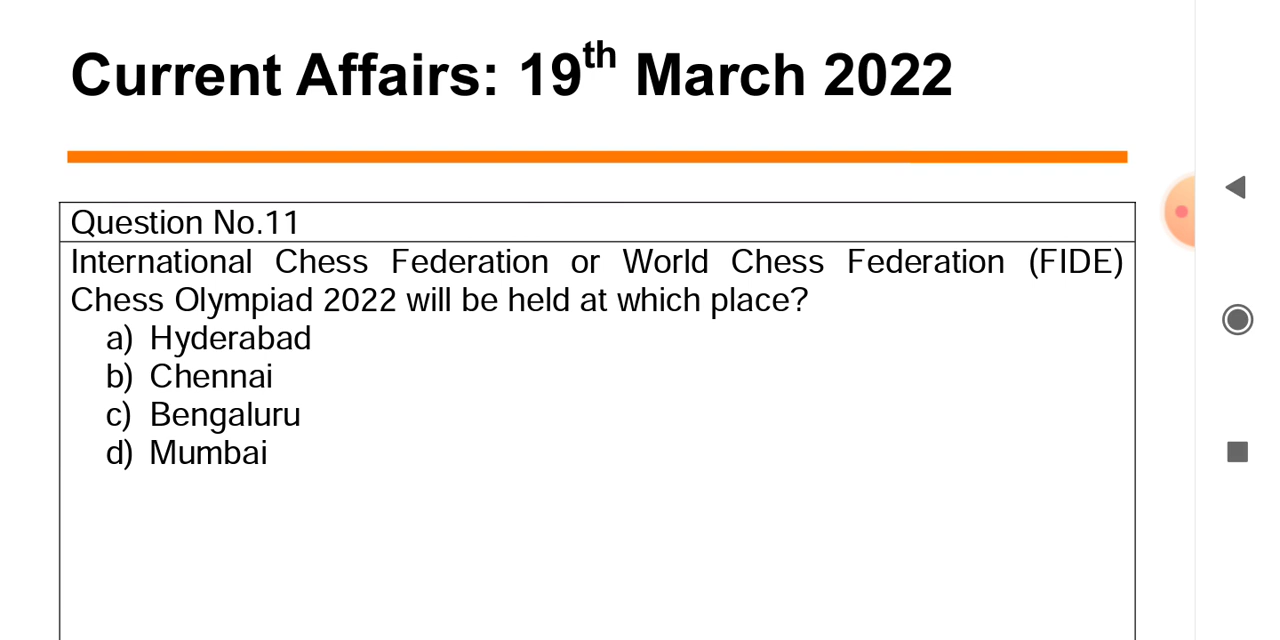 Current Affairs: 19th March 2022
Question No.11
International Chess Federation or World Chess Federation (FIDE)
Chess Olympiad 2022 will be held at which place?
a) Hyderabad
b) Chennai
c) Bengaluru
d) Mumbai